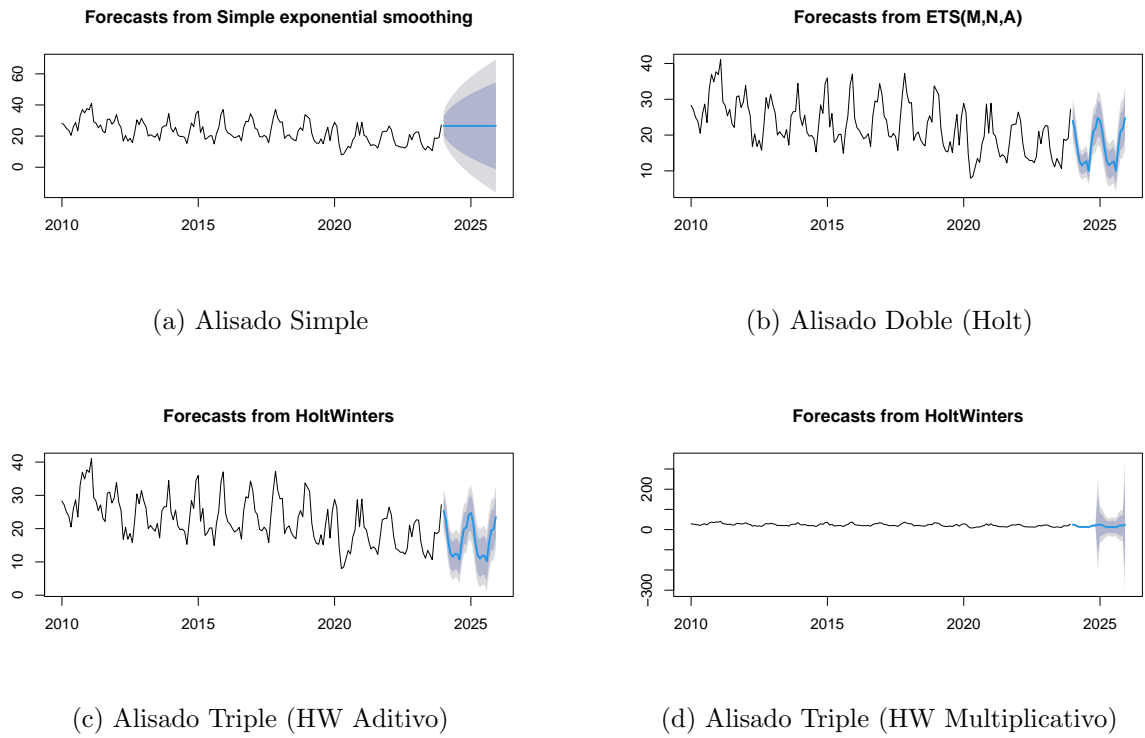 Forecasts from Simple exponential smoothing
0 20 40 60
2010 2015 2020 2025
(a) Alisado Simple
Forecasts from ETS(M,N,A)
10 20 30 40
2010 2015 2020 2025
(b) Alisado Doble (Holt)
Forecasts from HoltWinters
0 10 20 30 40
2010 2015 2020 2025
(c) Alisado Triple (HW Aditivo)
Forecasts from HoltWinters
−300 0 200
2010 2015 2020 2025
(d) Alisado Triple (HW Multiplicativo)